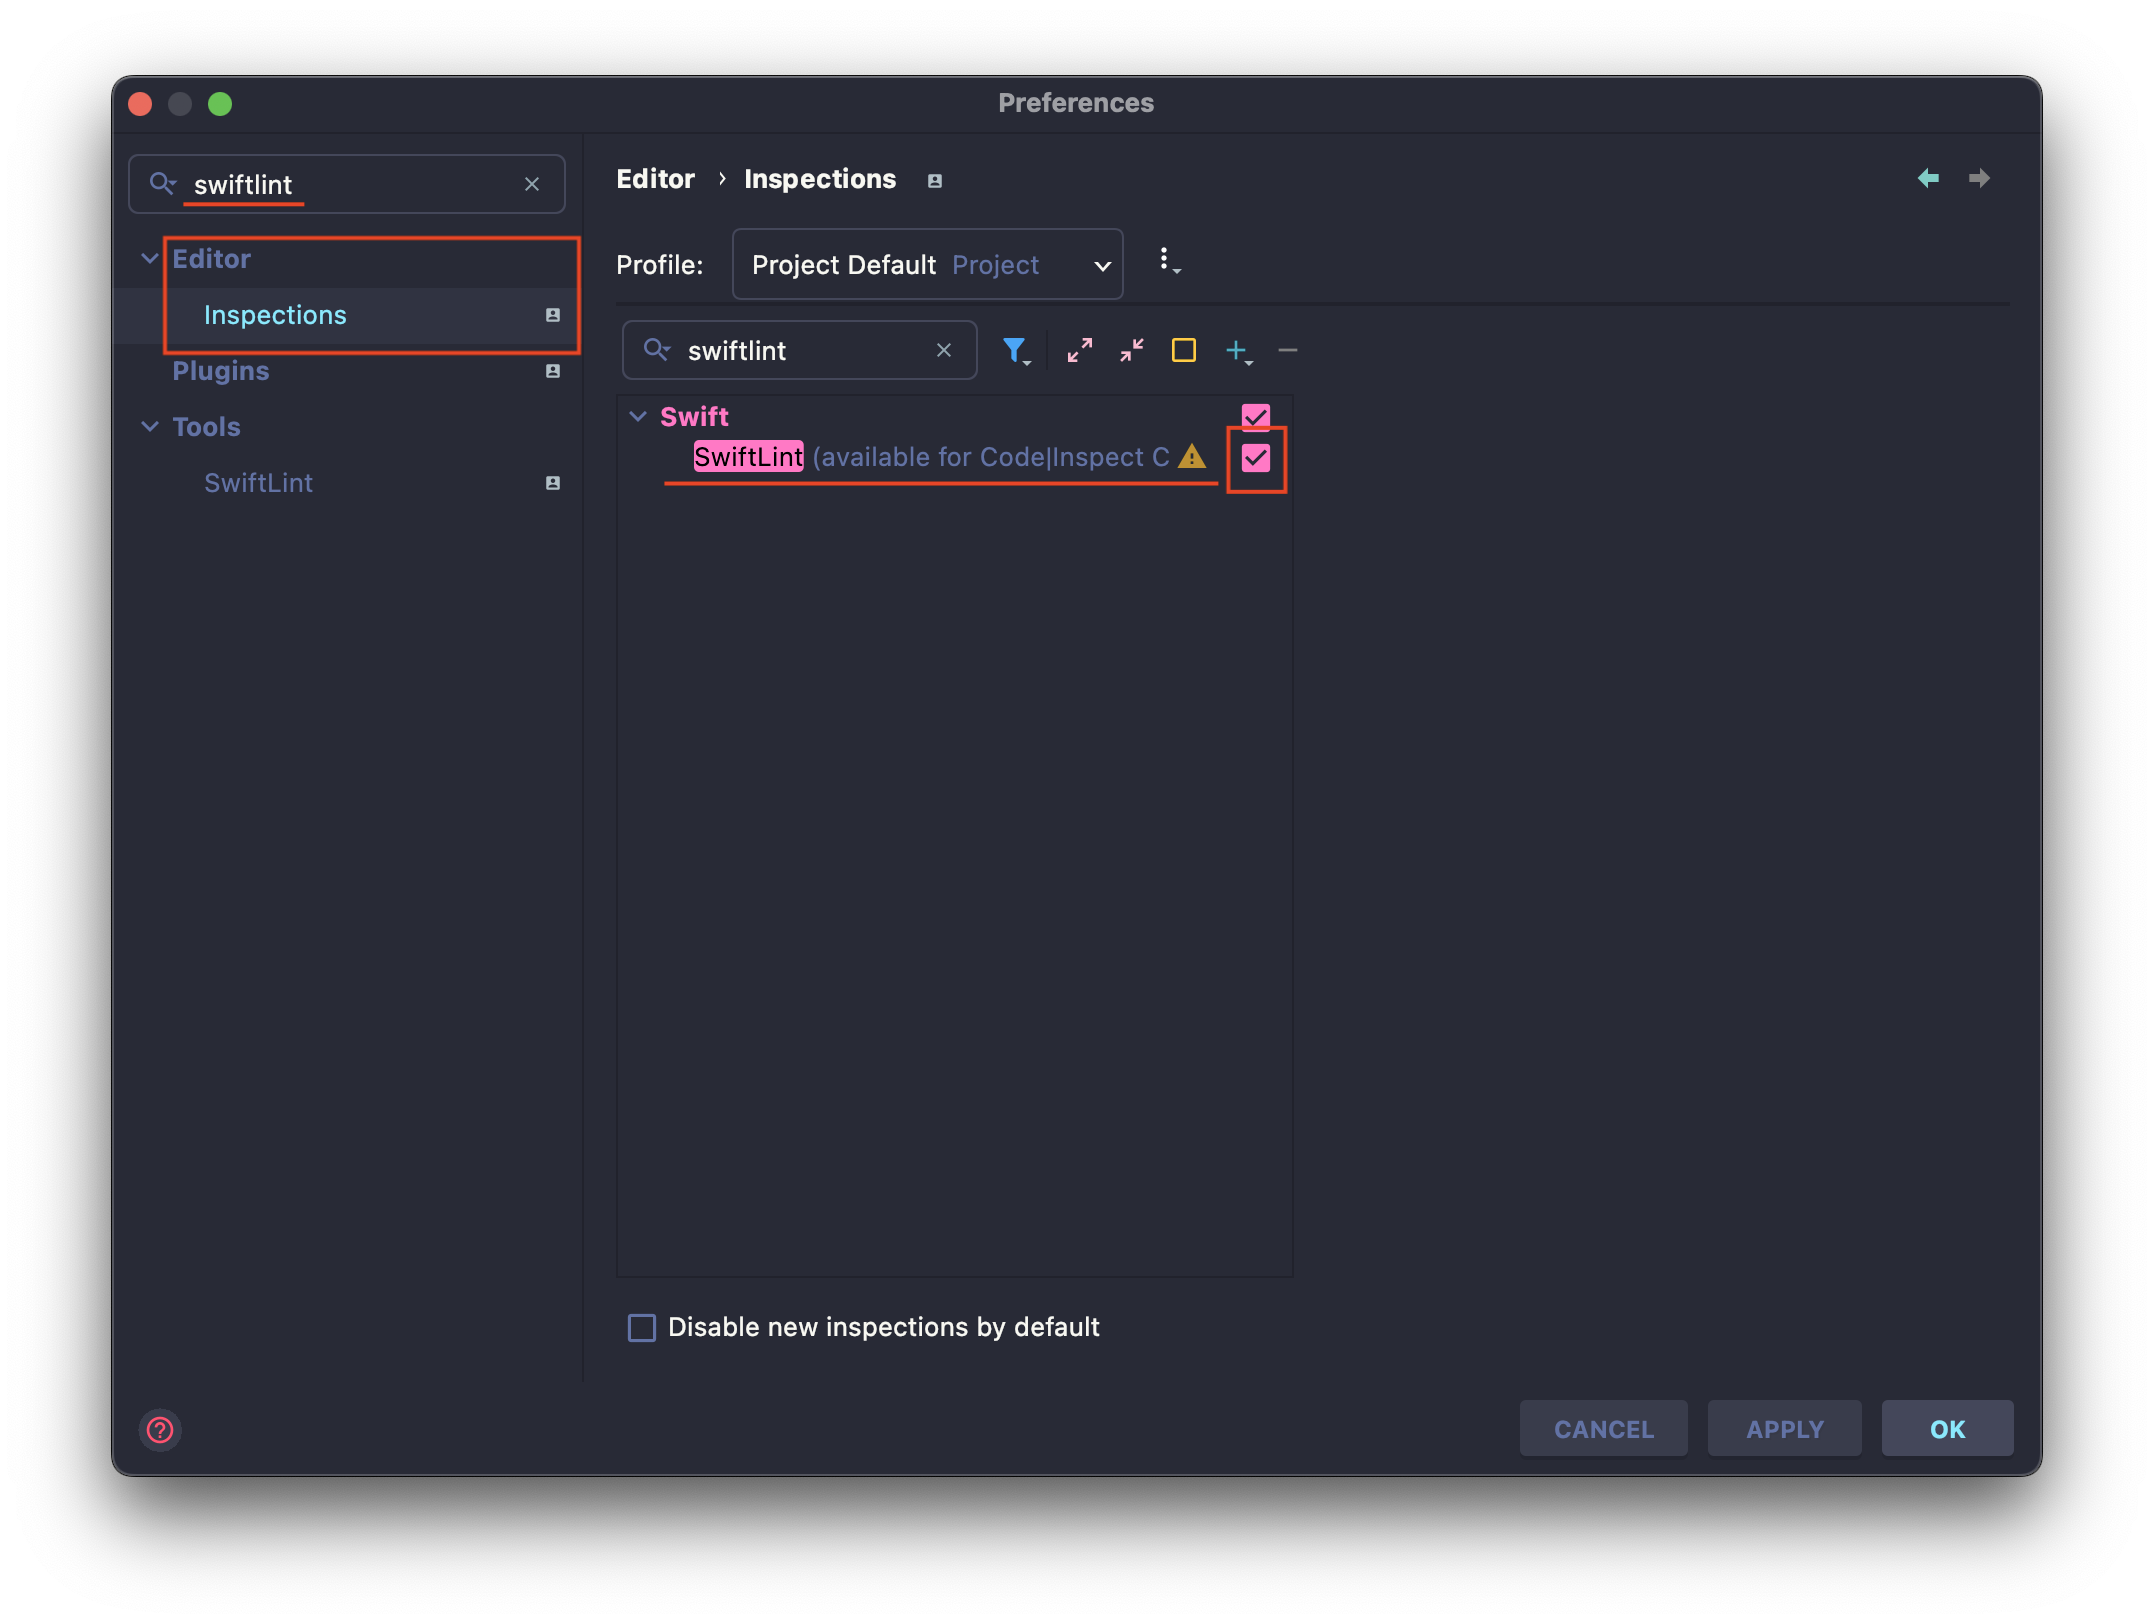 Preferences
swiftlint
Editor
Inspections
Plugins
Tools
SwiftLint
Editor › Inspections
Profile: Project Default Project
swiftlint
Swift
SwiftLint (available for Code|Inspect C
Disable new inspections by default
?
CANCEL APPLY OK